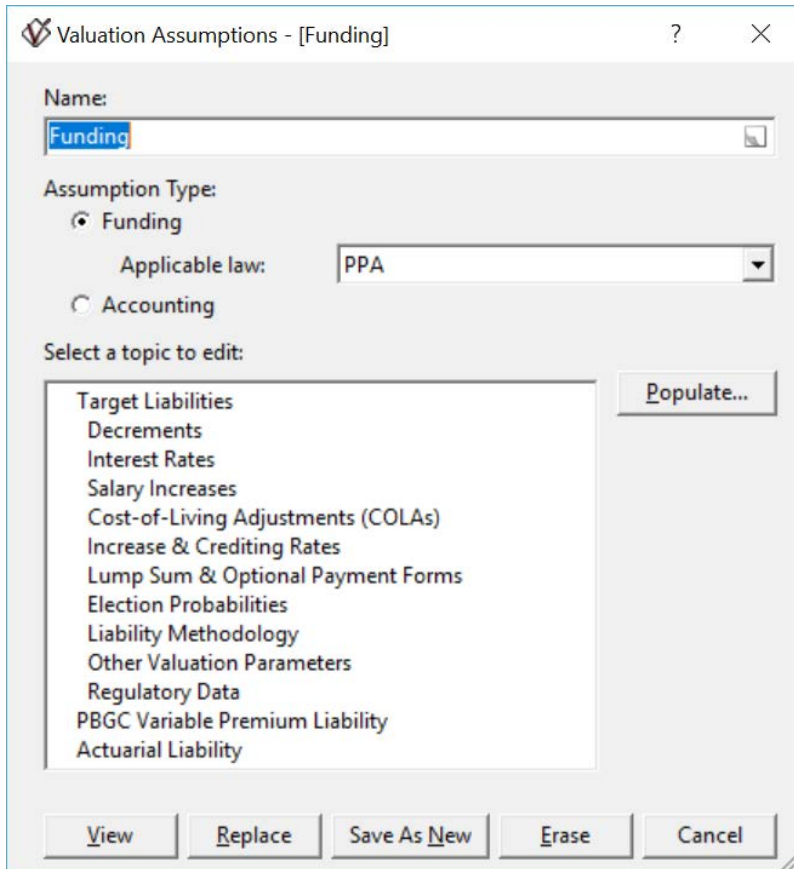 Valuation Assumptions - [Funding] ?
Name:
Funding
Assumption Type:
Funding
Applicable law: PPA
Accounting
Select a topic to edit:
Target Liabilities
Decrements
Interest Rates
Salary Increases
Cost-of-Living Adjustments (COLAs)
Increase & Crediting Rates
Lump Sum & Optional Payment Forms
Election Probabilities
Liability Methodology
Other Valuation Parameters
Regulatory Data
PBGC Variable Premium Liability
Actuarial Liability
Populate...
View Replace Save As New Erase Cancel